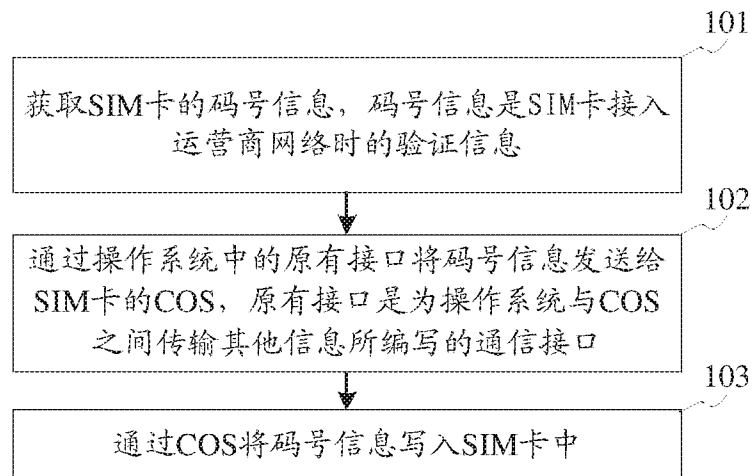 101
获取SIM卡的码号信息，码号信息是SIM卡接入
运营商网络时的验证信息
102
通过操作系统中的原有接口将码号信息发送给
SIM卡的COS，原有接口是为操作系统与COS
之间传输其他信息所编写的通信接口
103
通过COS将码号信息写入SIM卡中